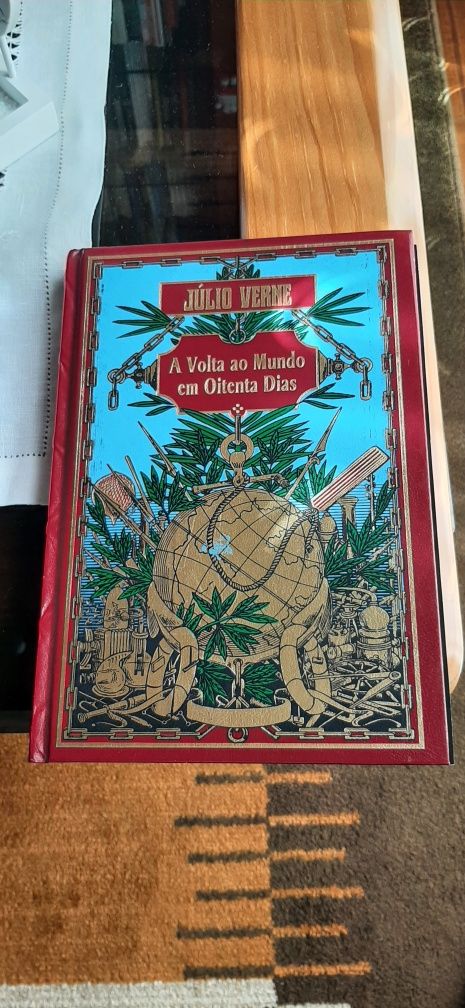 JÚLIO VERNE
A Volta ao Mundo
em Oitenta Dias